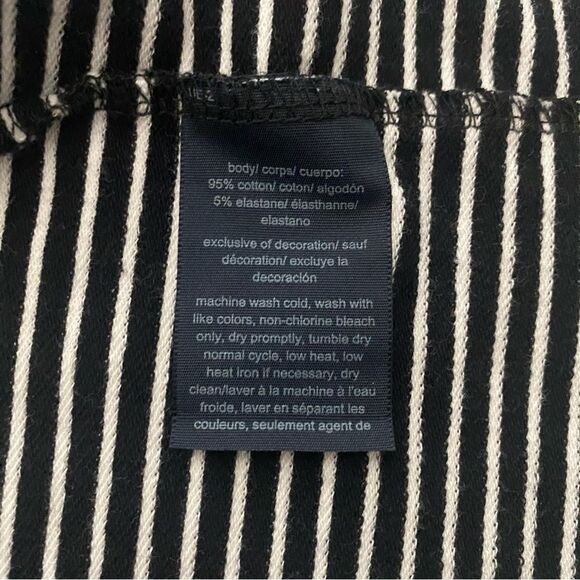 body/ corps/ cuerpo:
95% cotton/ coton/ algodón
5% elastane/ élasthanne/
elastano
exclusive of decoration/ sauf
décoration/ excluye la
decoración
machine wash cold, wash with
like colors, non-chlorine bleach
only, dry promptly, tumble dry
normal cycle, low heat, low
heat iron if necessary, dry
clean/laver à la machine à l'eau
froide, laver en séparant les
couleurs, seulement agent de